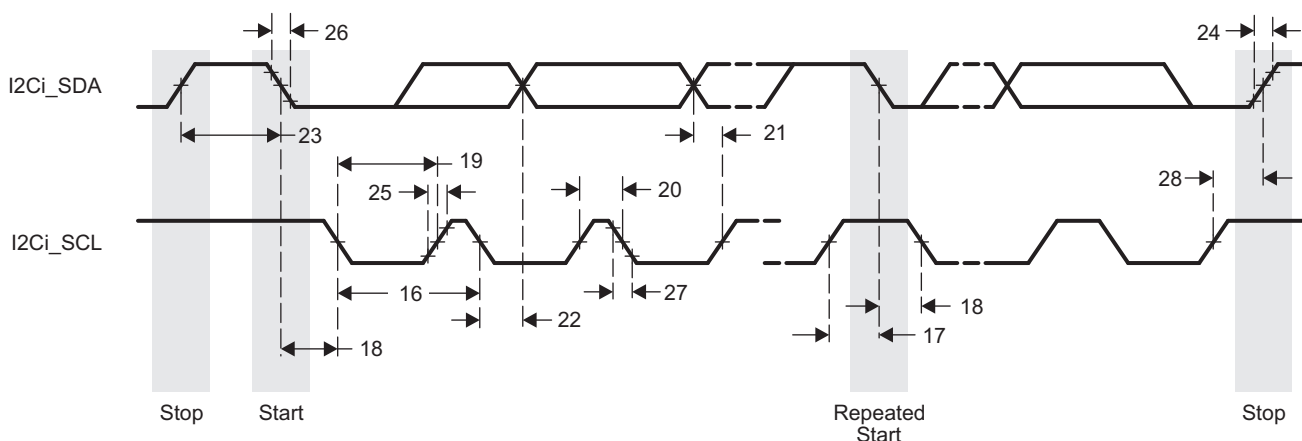 26
24
I2Ci_SDA
23
21
19
25
20
28
I2Ci_SCL
16
27
22
18
18
17
Stop
Start
Repeated
Start
Stop